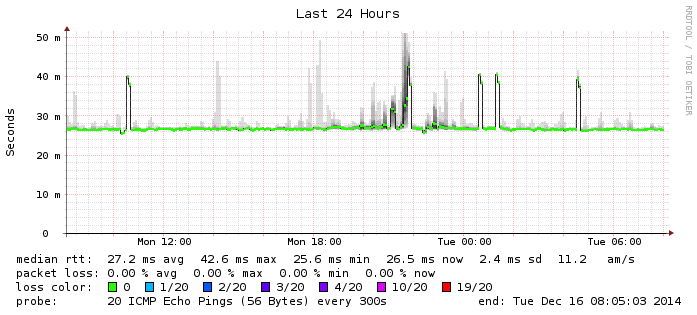 Last 24 Hours
RRDTOOL / TOBI OETIKER
Seconds
50 m
40 m
30 m
20 m
10 m
0
Mon 12:00 Mon 18:00 Tue 00:00 Tue 06:00
median rtt: 27.2 ms avg 42.6 ms max 25.6 ms min 26.5 ms now 2.4 ms sd 11.2 am/s
packet loss: 0.00 % avg 0.00 % max 0.00 % min 0.00 % now
loss color: 0 1/20 2/20 3/20 4/20 10/20 19/20
probe: 20 ICMP Echo Pings (56 Bytes) every 300s end: Tue Dec 16 08:05:03 2014